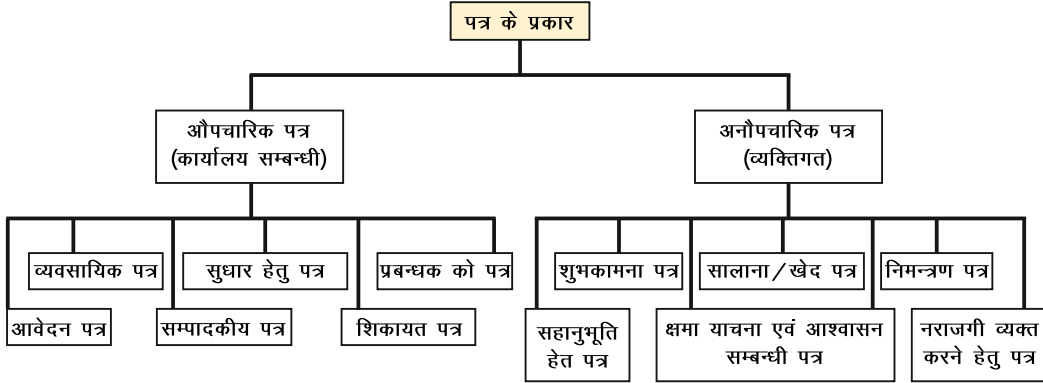 पत्र के प्रकार
औपचारिक पत्र
(कार्यालय सम्बन्धी)
अनौपचारिक पत्र
(व्यक्तिगत)
व्यवसायिक पत्र
सुधार हेतु पत्र
प्रबन्धक को पत्र
शुभकामना पत्र
सालाना/खेद पत्र
निमन्त्रण पत्र
आवेदन पत्र
सम्पादकीय पत्र
शिकायत पत्र
सहानुभूति
हेत पत्र
क्षमा याचना एवं आश्वासन
सम्बन्धी पत्र
नराजगी व्यक्त
करने हेतु पत्र